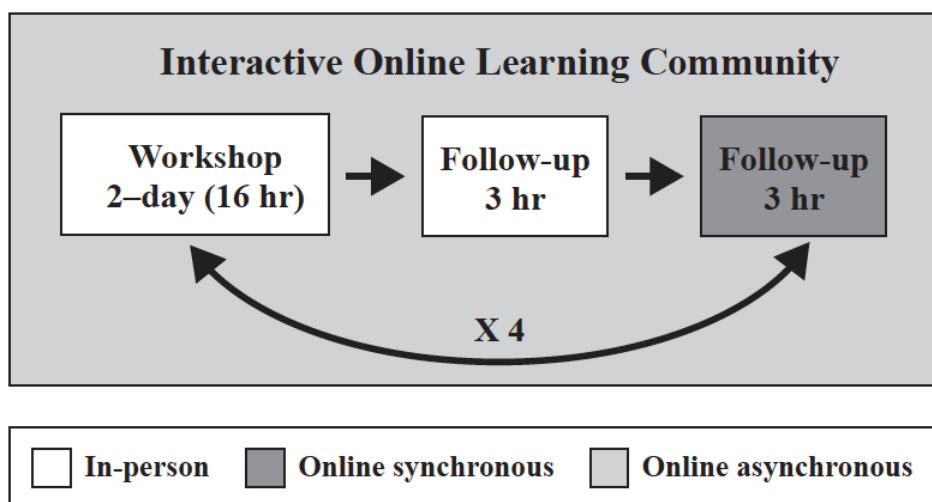 Interactive Online Learning Community
Workshop
2–day (16 hr)
Follow-up
3 hr
Follow-up
3 hr
X 4
In-person
Online synchronous
Online asynchronous